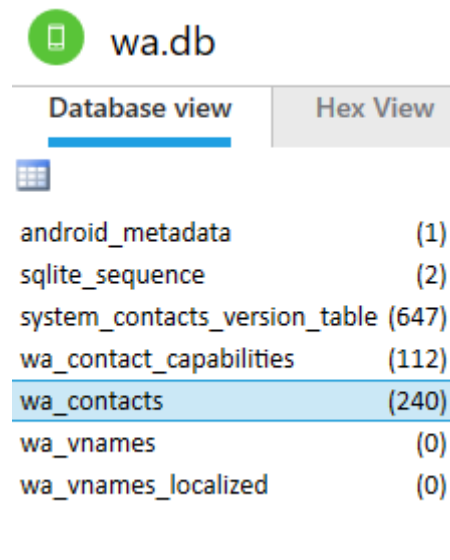 wa.db
Database view Hex View
android_metadata (1)
sqlite_sequence (2)
system_contacts_version_table (647)
wa_contact_capabilities (112)
wa_contacts (240)
wa_vnames (0)
wa_vnames_localized (0)